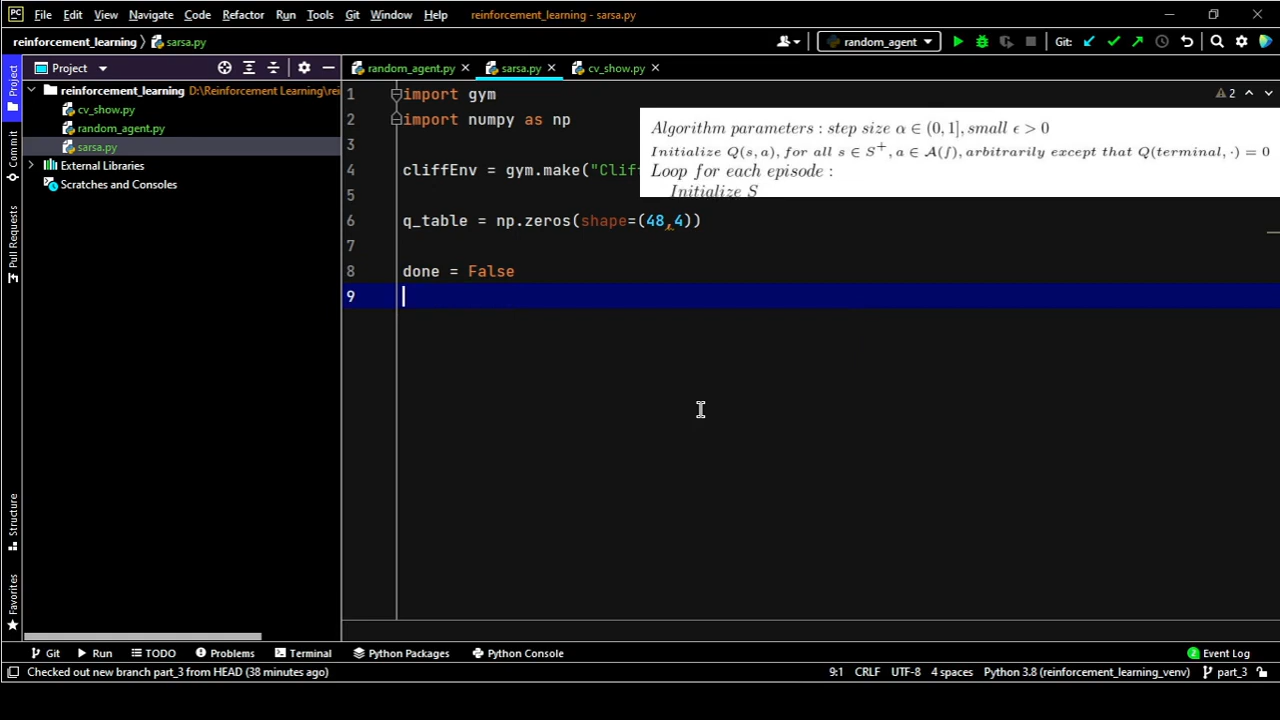 PC File Edit View Navigate Code Refactor Run Tools Git Window Help reinforcement_learning - sarsa.py
reinforcement_learning sarsa.py random_agent Git:
Project random_agent.py sarsa.py cv_show.py
Project
Commit
Pull Requests
Structure
Favorites
reinforcement_learning D:\Reinforcement Learning\rei
cv_show.py
random_agent.py
sarsa.py
External Libraries
Scratches and Consoles
2
1 import gym
2 import numpy as np
3
4 cliffEnv = gym.make("Clif
5
6 q_table = np.zeros(shape=(48,4))
7
8 done = False
9
Algorithm parameters : step size α ∈ (0, 1], small ϵ > 0
Initialize Q(s, a), for all s ∈ S⁺, a ∈ A(f), arbitrarily except that Q(terminal, ·) = 0
Loop for each episode :
Initialize S
Git Run TODO Problems Terminal Python Packages Python Console 2 Event Log
Checked out new branch part_3 from HEAD (38 minutes ago) 9:1 CRLF UTF-8 4 spaces Python 3.8 (reinforcement_learning_venv) part_3